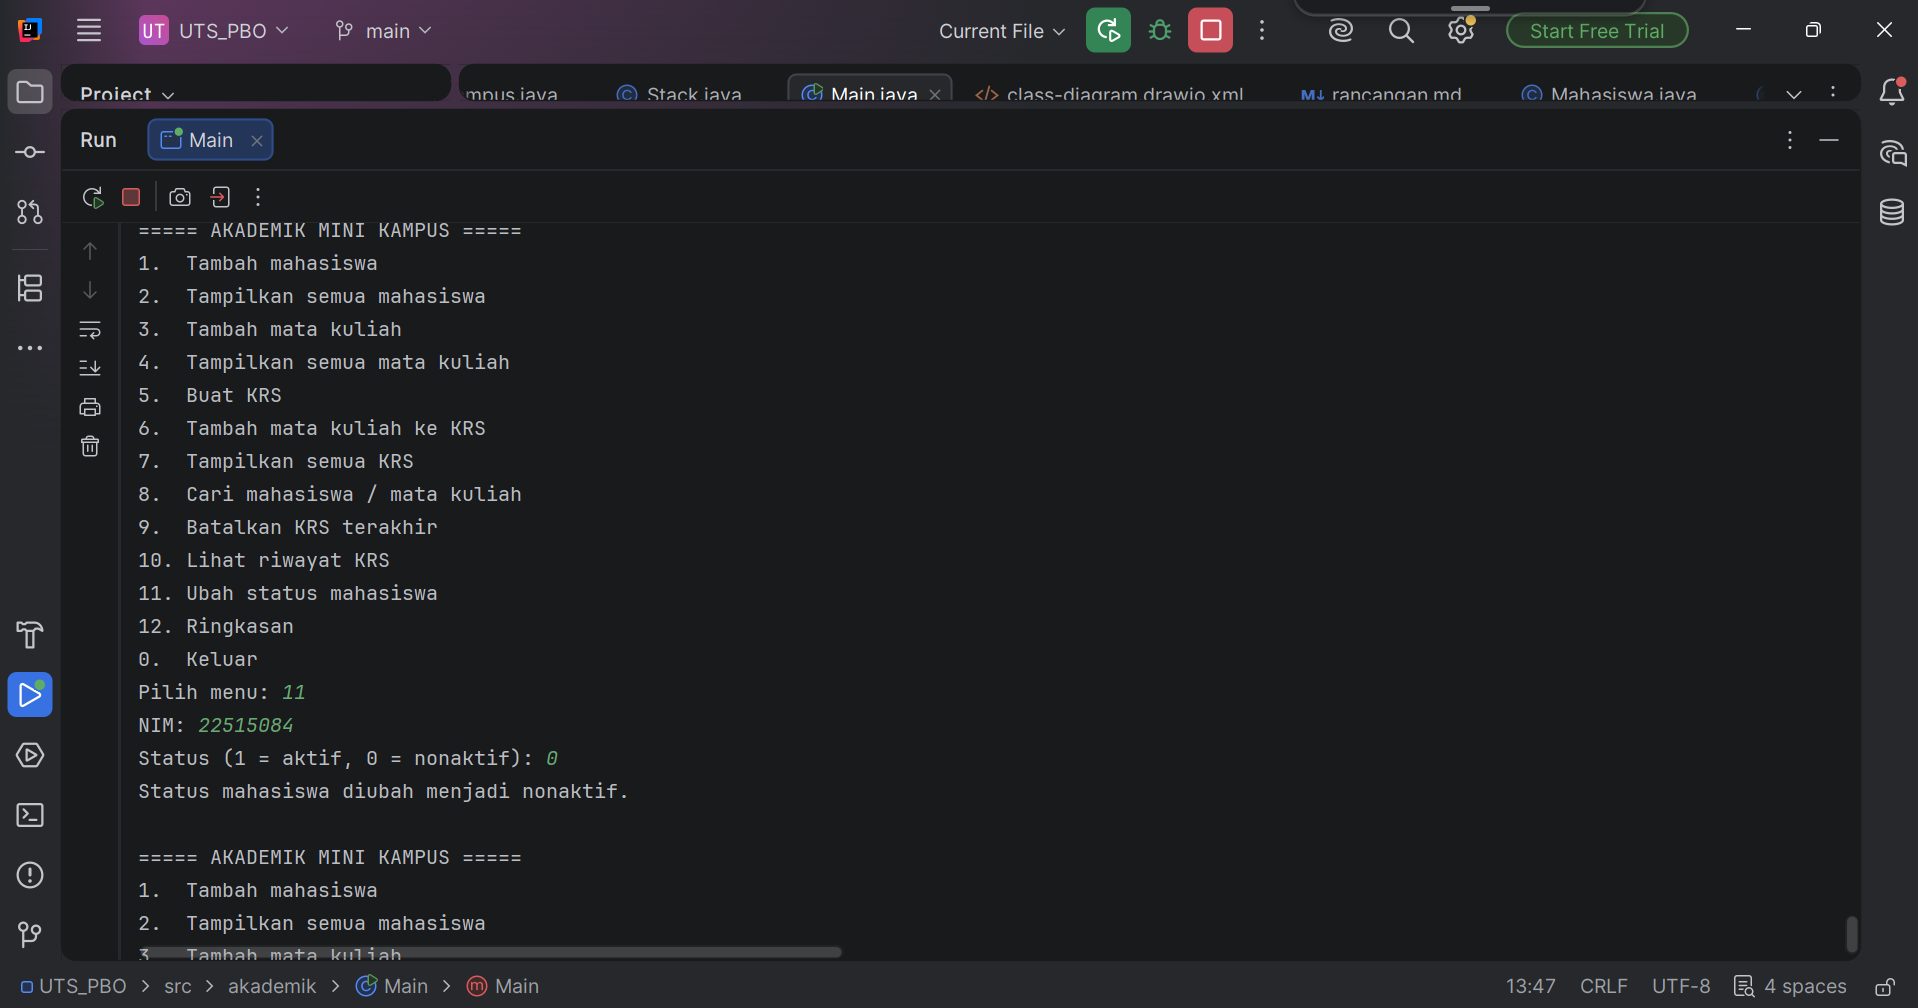 UT UTS_PBO main Current File Start Free Trial
Project mpus.java Stack.java Main.java class-diagram.drawio.xml M↓ rancangan.md Mahasiswa.java
Run Main
===== AKADEMIK MINI KAMPUS =====
1. Tambah mahasiswa
2. Tampilkan semua mahasiswa
3. Tambah mata kuliah
4. Tampilkan semua mata kuliah
5. Buat KRS
6. Tambah mata kuliah ke KRS
7. Tampilkan semua KRS
8. Cari mahasiswa / mata kuliah
9. Batalkan KRS terakhir
10. Lihat riwayat KRS
11. Ubah status mahasiswa
12. Ringkasan
0. Keluar
Pilih menu: 11
NIM: 22515084
Status (1 = aktif, 0 = nonaktif): 0
Status mahasiswa diubah menjadi nonaktif.
===== AKADEMIK MINI KAMPUS =====
1. Tambah mahasiswa
2. Tampilkan semua mahasiswa
3. Tambah mata kuliah
UTS_PBO > src > akademik > Main > Main 13:47 CRLF UTF-8 4 spaces